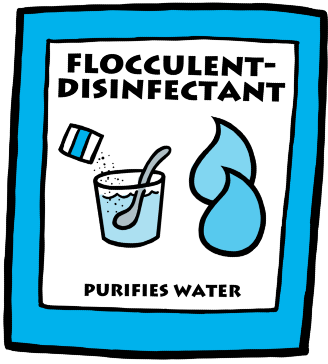 FLOCCULENT-
DISINFECTANT
PURIFIES WATER